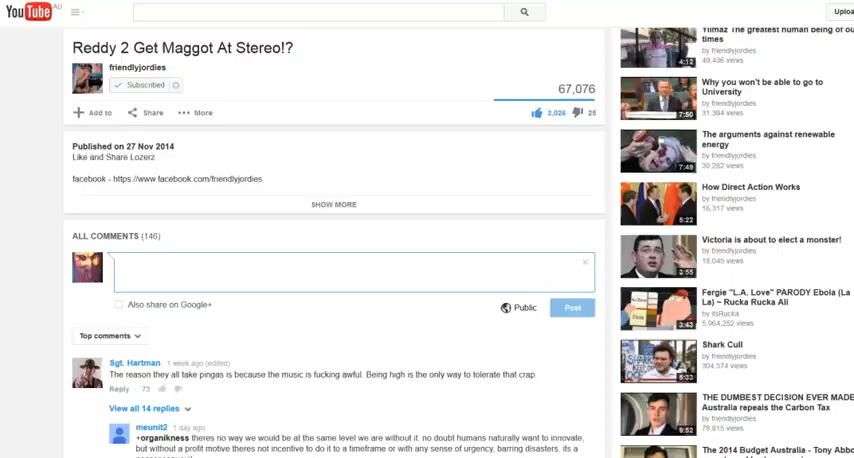 YouTube AU
Uploa
Reddy 2 Get Maggot At Stereo!?
friendlyjordies
Subscribed
67,076
Add to Share More
2,026 25
Published on 27 Nov 2014
Like and Share Lozerz
facebook - https://www.facebook.com/friendlyjordies
SHOW MORE
ALL COMMENTS (146)
Also share on Google+
Public
Post
Top comments
Sgt. Hartman 1 week ago (edited)
The reason they all take pingas is because the music is fucking awful. Being high is the only way to tolerate that crap.
Reply · 73
View all 14 replies
meunit2 1 day ago
+organikness theres no way we would be at the same level we are without it. no doubt humans naturally want to innovate,
but without a profit motive theres not incentive to do it to a timeframe or with any sense of urgency, barring disasters. its a
Yilmaz The greatest human being of ou
times
by friendlyjordies
49,436 views
4:12
Why you won't be able to go to
University
by friendlyjordies
31,394 views
7:50
The arguments against renewable
energy
by friendlyjordies
30,282 views
7:49
How Direct Action Works
by friendlyjordies
16,317 views
5:22
Victoria is about to elect a monster!
by friendlyjordies
18,045 views
3:55
Fergie "L.A. Love" PARODY Ebola (La
La) ~ Rucka Rucka Ali
by itsRucka
5,964,252 views
3:43
Shark Cull
by friendlyjordies
304,374 views
5:33
THE DUMBEST DECISION EVER MADE
Australia repeals the Carbon Tax
by friendlyjordies
78,815 views
9:52
The 2014 Budget Australia - Tony Abbo